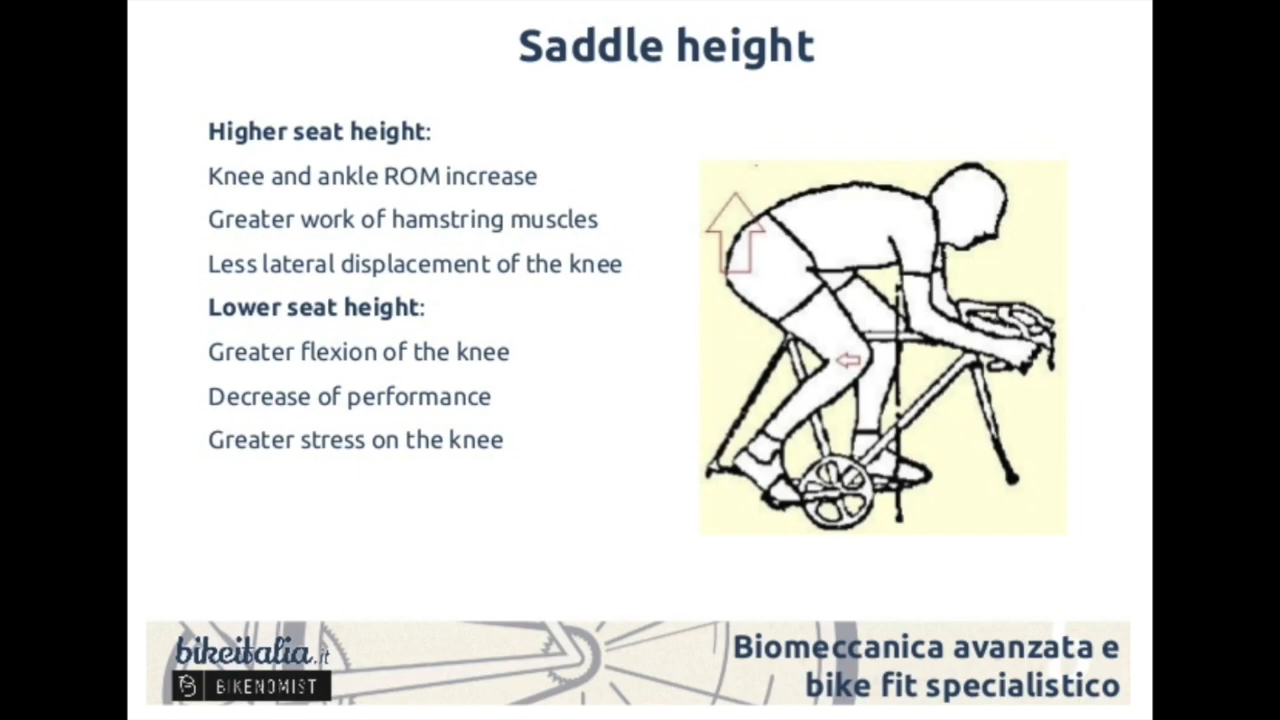 Saddle height
Higher seat height:
Knee and ankle ROM increase
Greater work of hamstring muscles
Less lateral displacement of the knee
Lower seat height:
Greater flexion of the knee
Decrease of performance
Greater stress on the knee
bikeitalia.it
BIKENOMIST
Biomeccanica avanzata e
bike fit specialistico